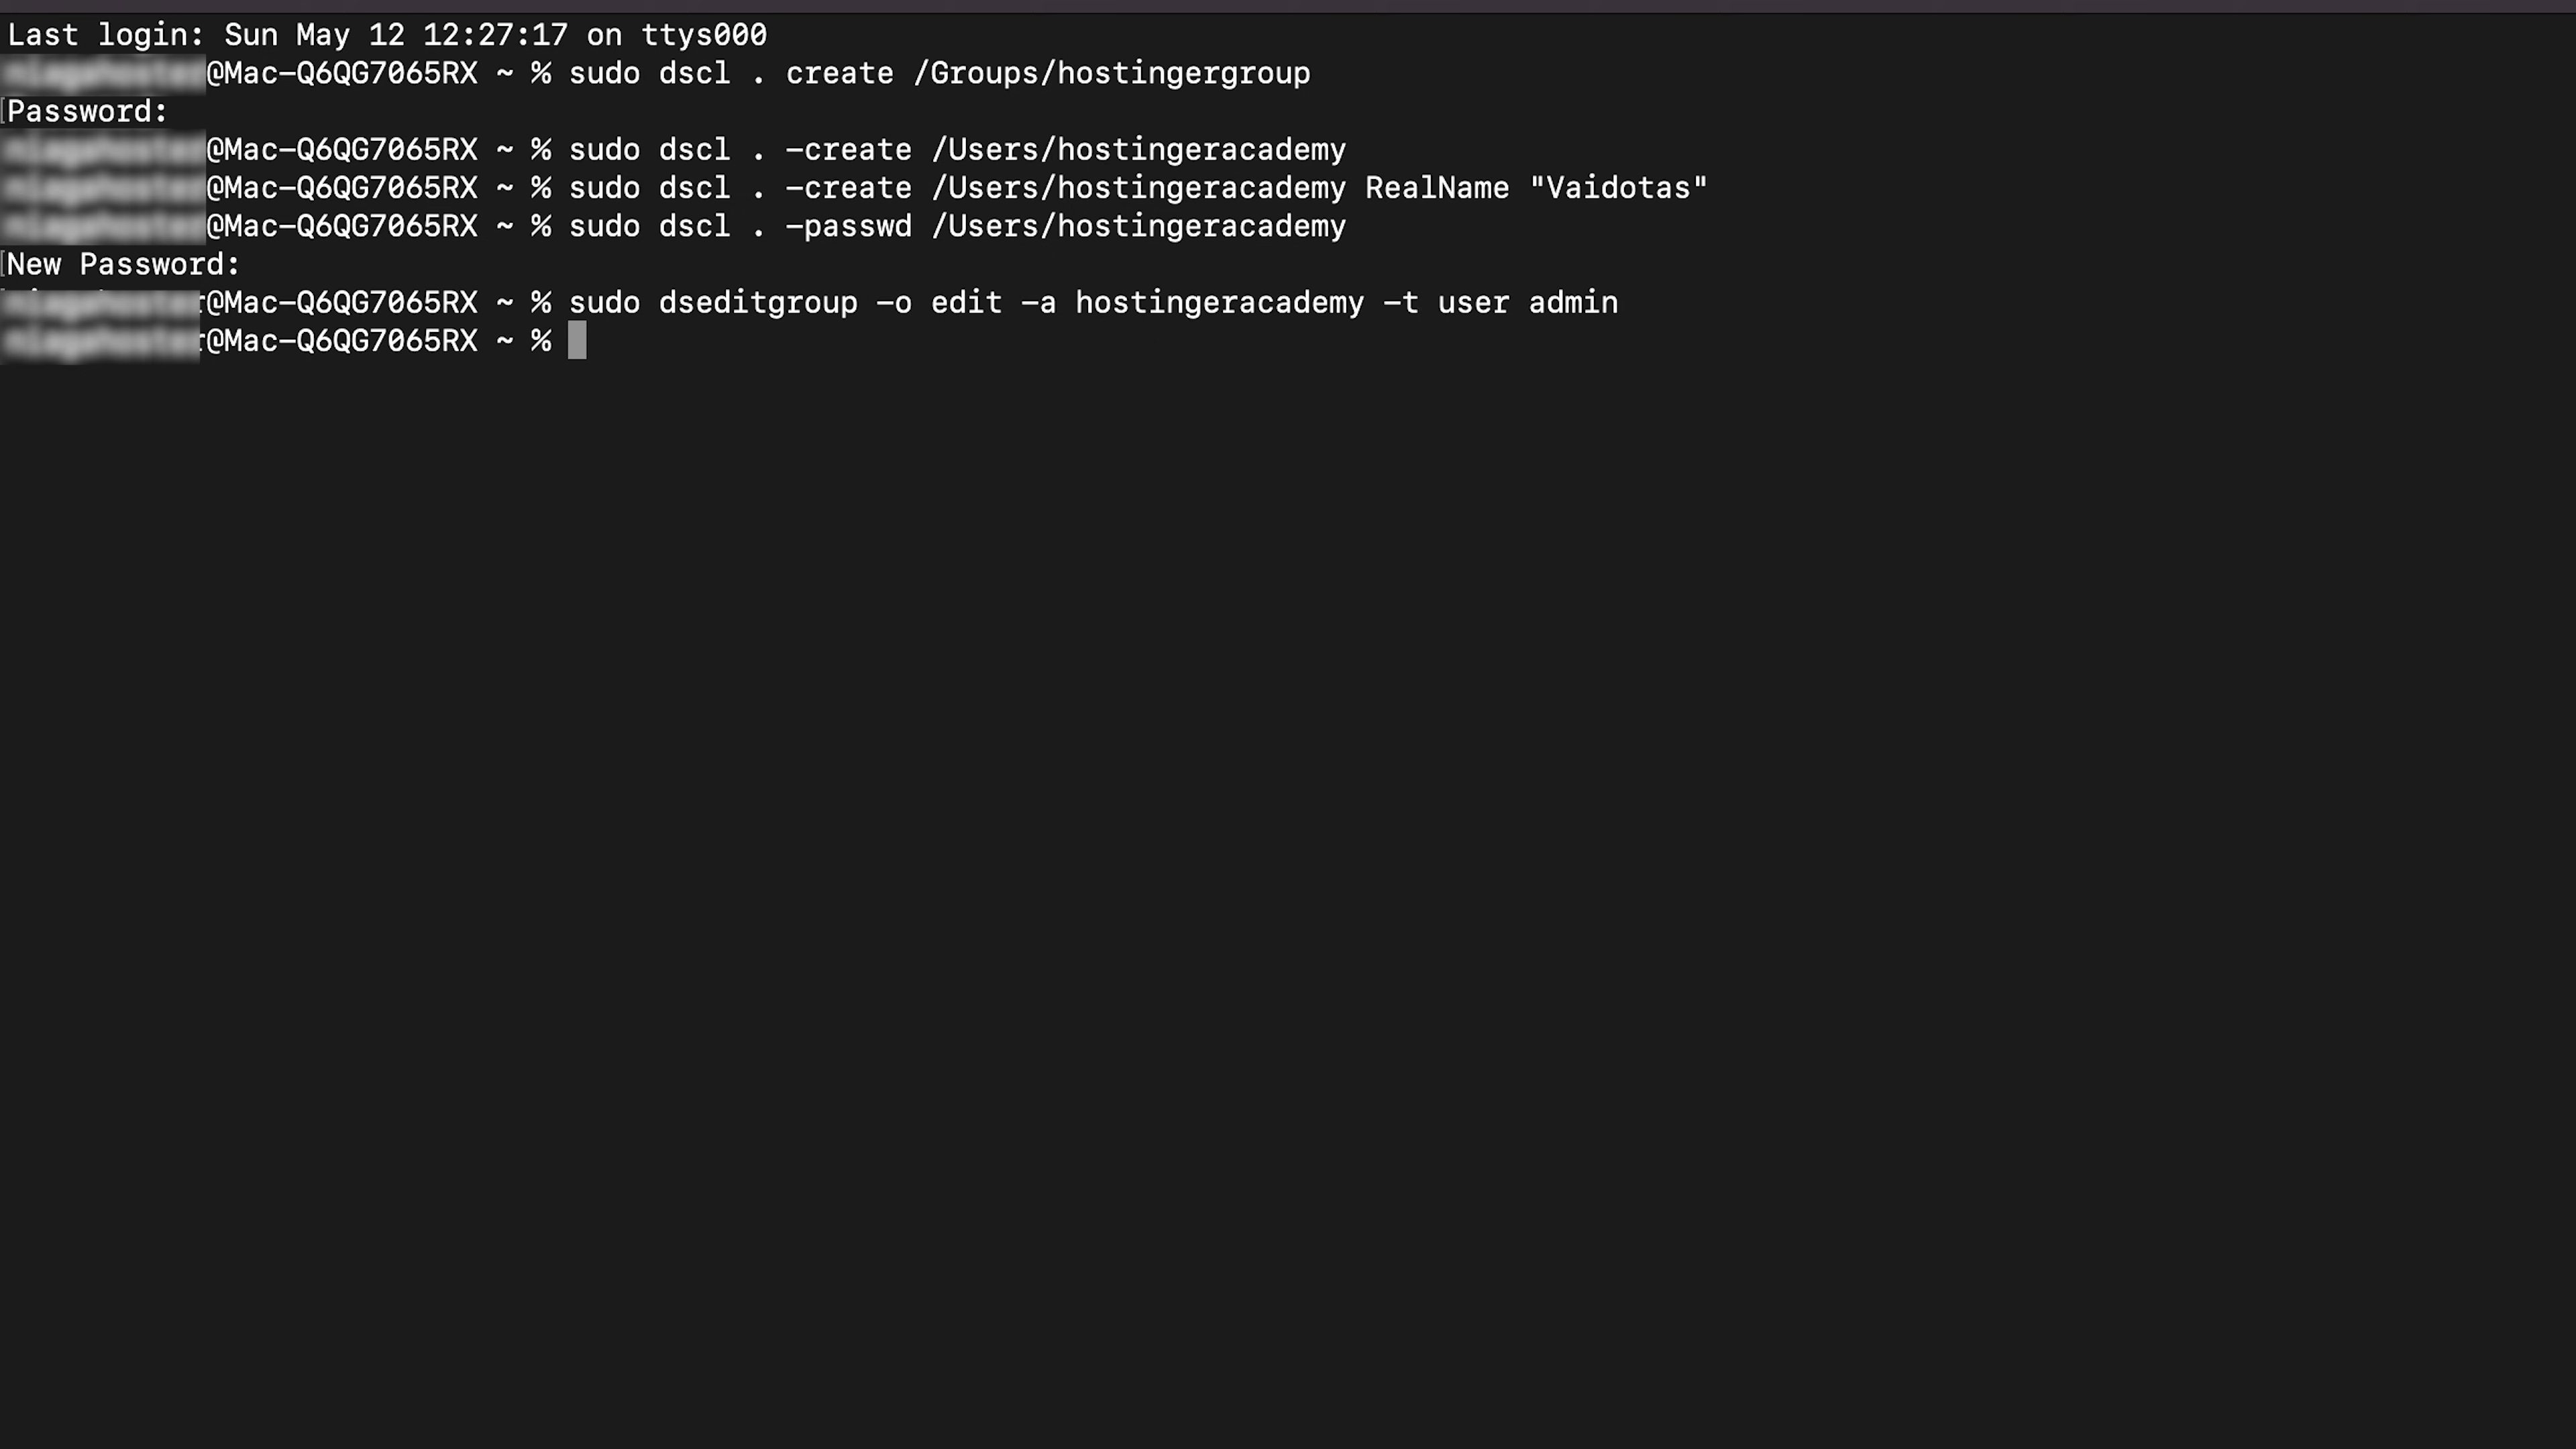 Last login: Sun May 12 12:27:17 on ttys000
@Mac-Q6QG7065RX ~ % sudo dscl . create /Groups/hostingergroup
[Password:
@Mac-Q6QG7065RX ~ % sudo dscl . -create /Users/hostingeracademy
@Mac-Q6QG7065RX ~ % sudo dscl . -create /Users/hostingeracademy RealName "Vaidotas"
@Mac-Q6QG7065RX ~ % sudo dscl . -passwd /Users/hostingeracademy
[New Password:
@Mac-Q6QG7065RX ~ % sudo dseditgroup -o edit -a hostingeracademy -t user admin
@Mac-Q6QG7065RX ~ %